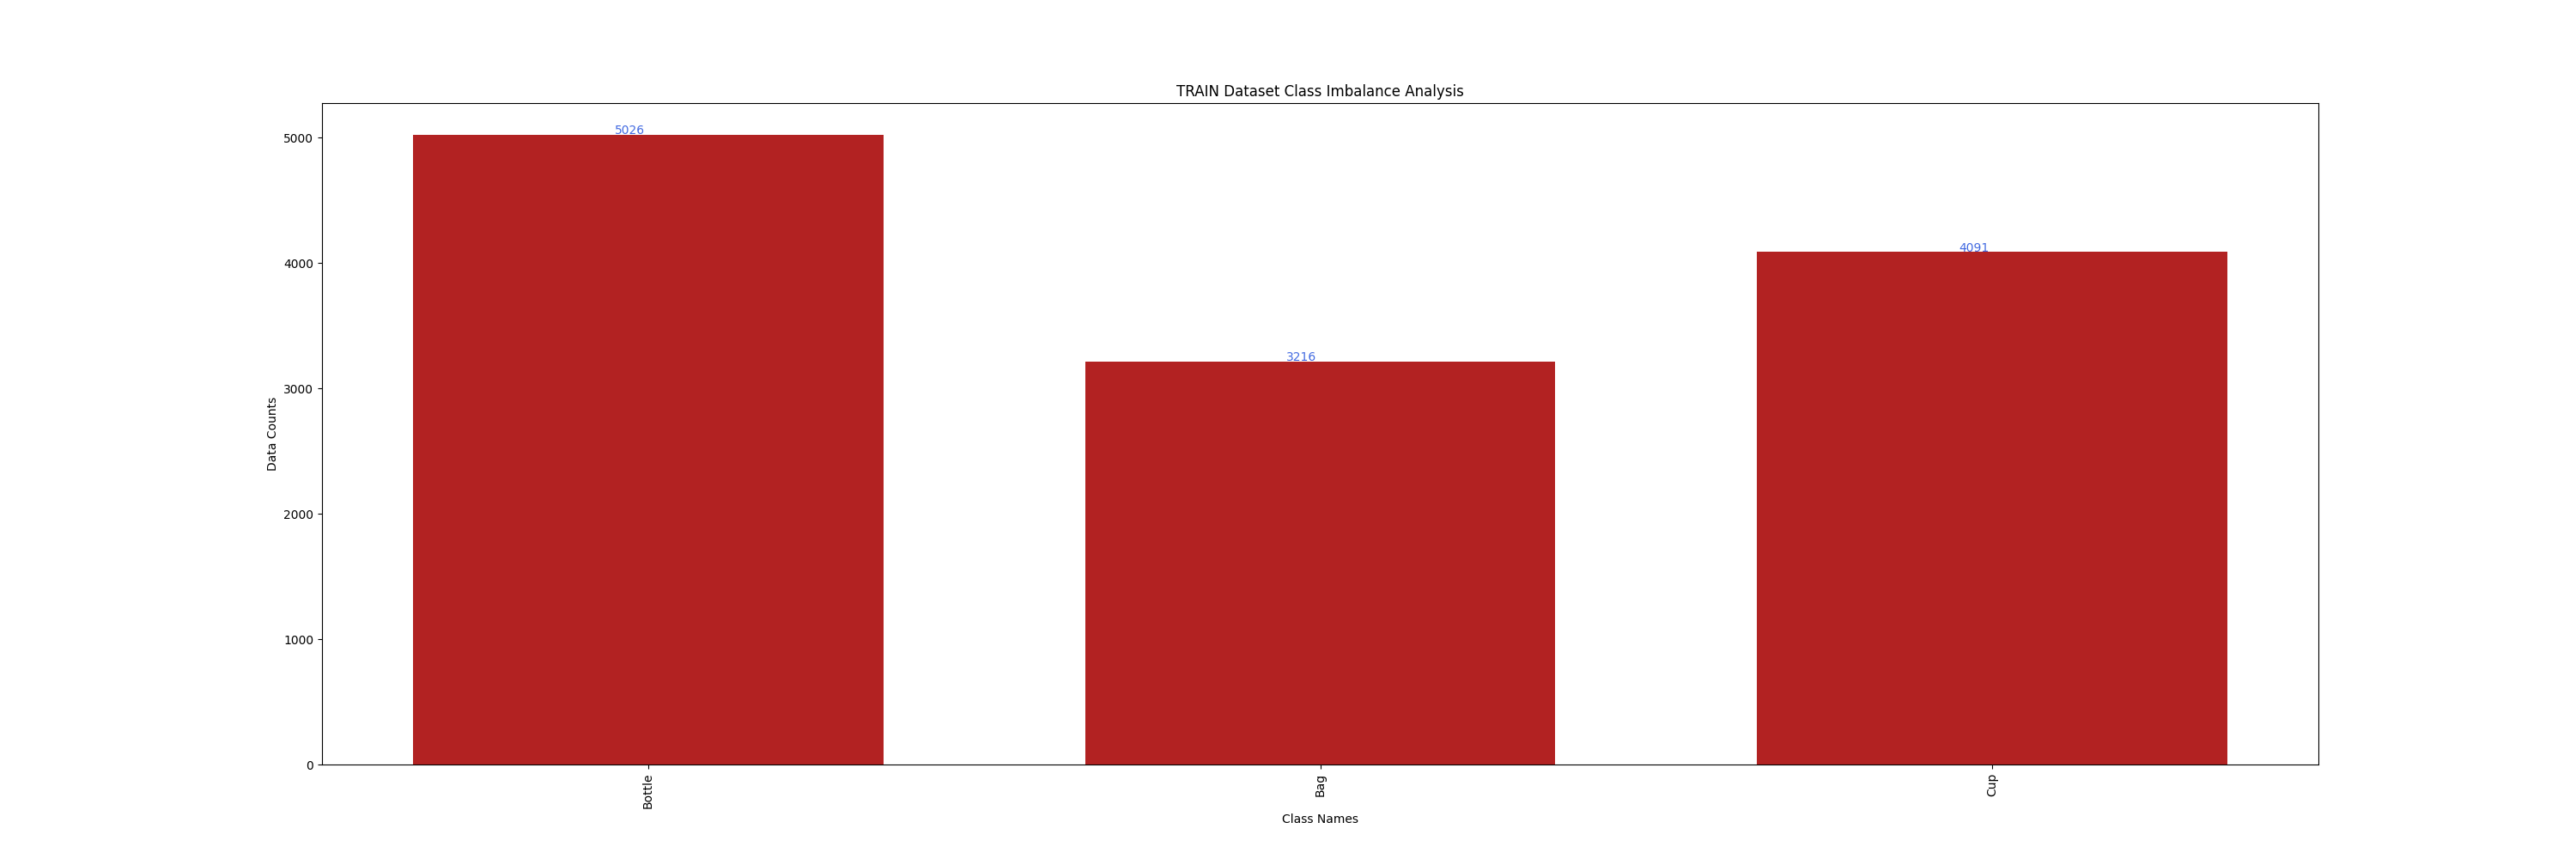 TRAIN Dataset Class Imbalance Analysis
Data Counts
5000
4000
3000
2000
1000
0
5026
3216
4091
Bottle
Bag
Cup
Class Names